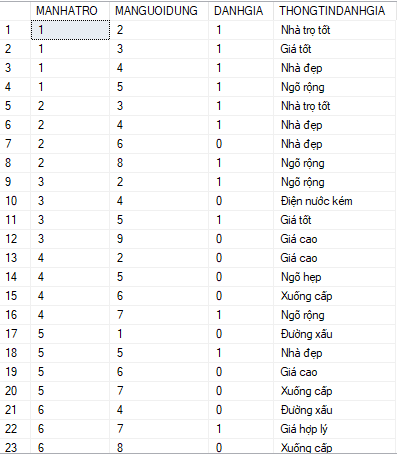 MANHATRO MANGUOIDUNG DANHGIA THONGTINDANHGIA
1 1 2 1 Nhà trọ tốt
2 1 3 1 Giá tốt
3 1 4 1 Nhà đẹp
4 1 5 1 Ngõ rộng
5 2 3 1 Nhà trọ tốt
6 2 4 1 Nhà đẹp
7 2 6 0 Nhà đẹp
8 2 8 1 Ngõ rộng
9 3 2 1 Ngõ rộng
10 3 4 0 Điện nước kém
11 3 5 1 Giá tốt
12 3 9 0 Giá cao
13 4 2 0 Giá cao
14 4 5 0 Ngõ hẹp
15 4 6 0 Xuống cấp
16 4 7 1 Ngõ rộng
17 5 1 0 Đường xấu
18 5 5 1 Nhà đẹp
19 5 6 0 Giá cao
20 5 7 0 Xuống cấp
21 6 4 0 Đường xấu
22 6 7 1 Giá hợp lý
23 6 8 0 Xuống cấp